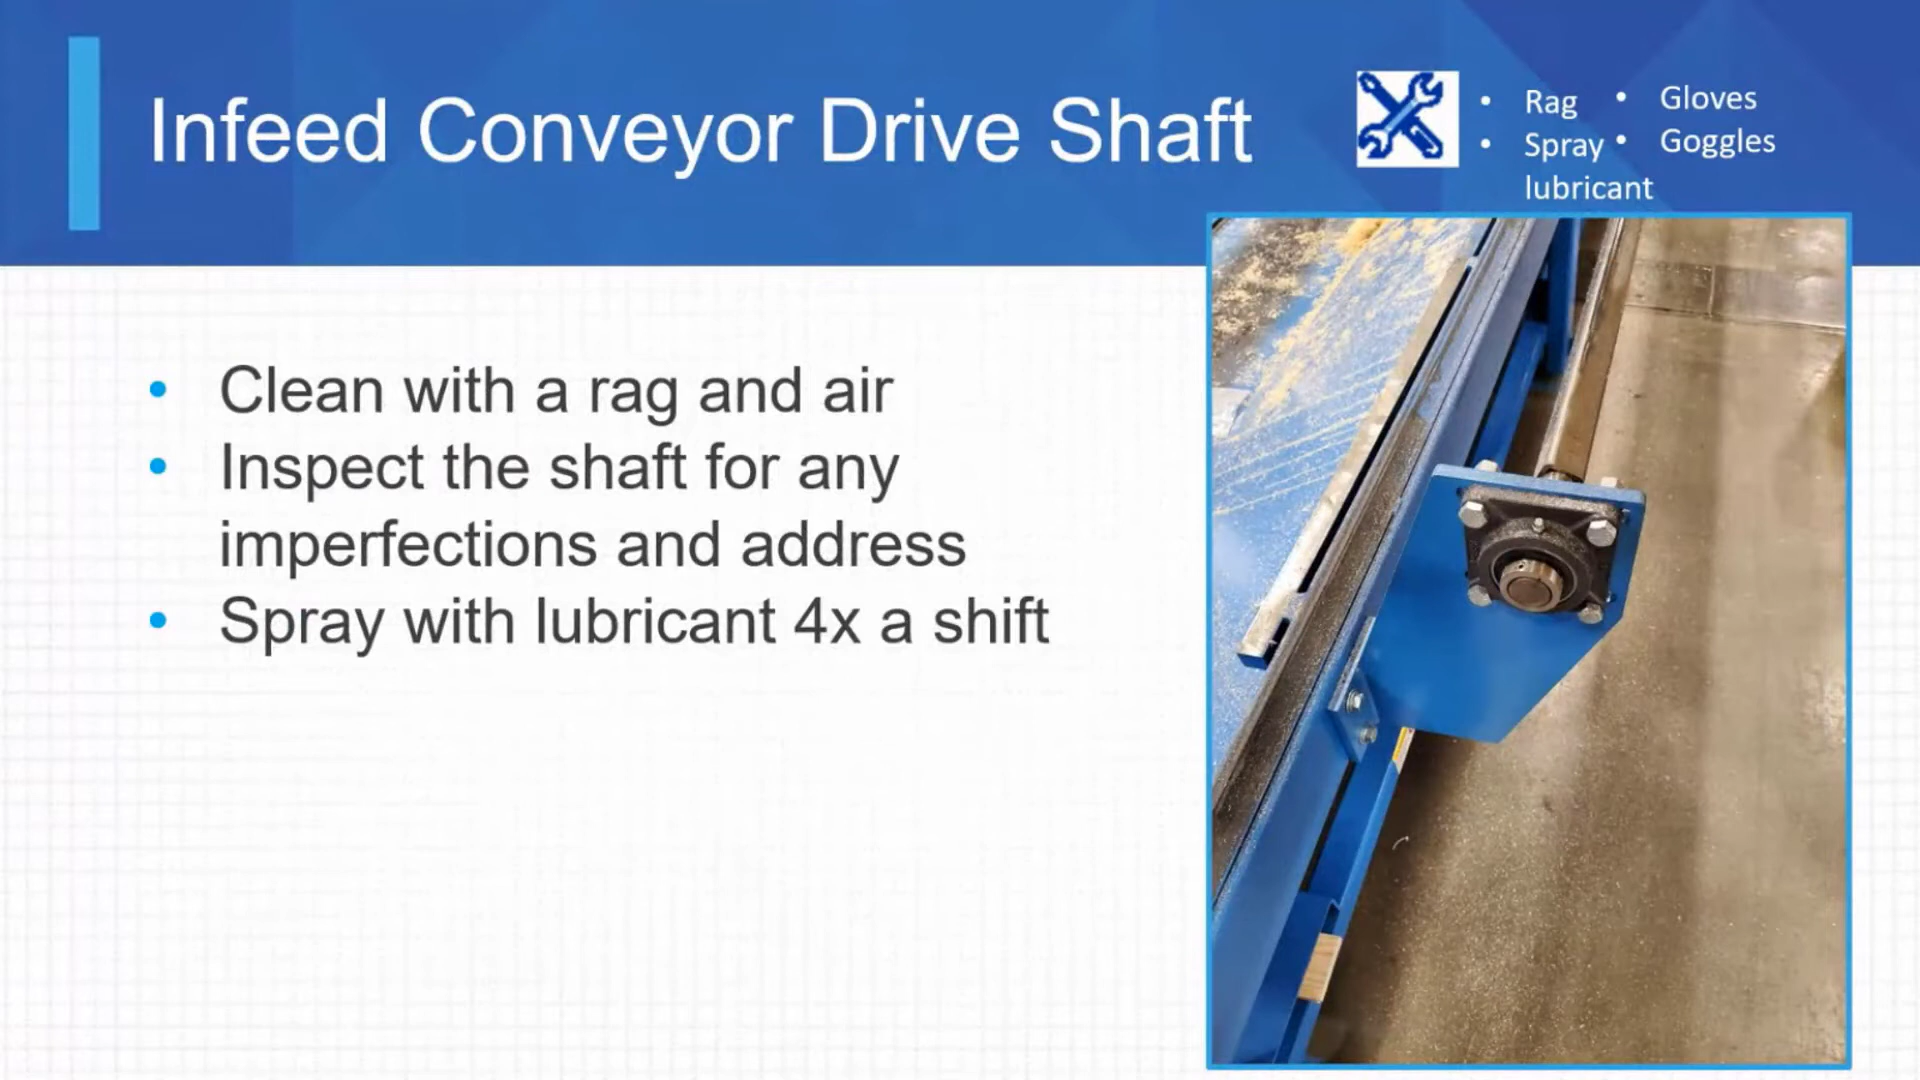 Infeed Conveyor Drive Shaft
• Rag
• Spray
lubricant
• Gloves
• Goggles
• Clean with a rag and air
• Inspect the shaft for any
imperfections and address
• Spray with lubricant 4x a shift